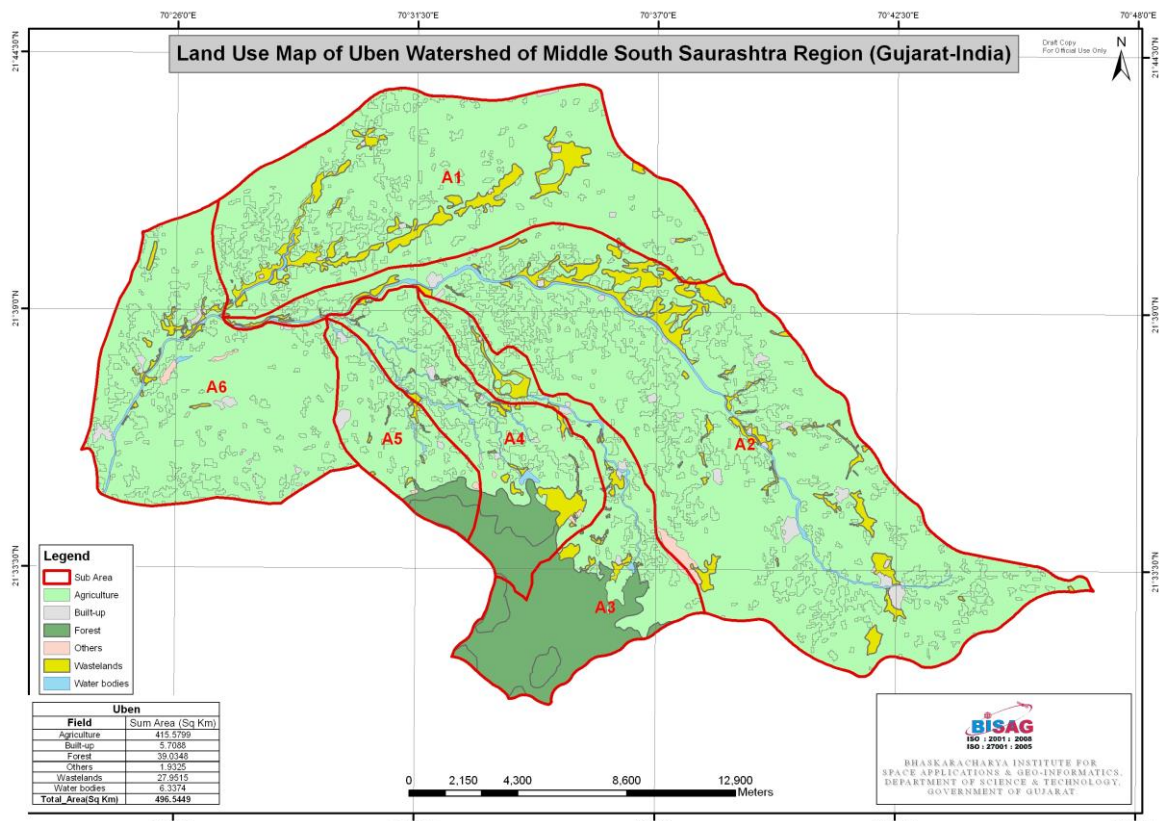 70°26'0"E 70°31'30"E 70°37'0"E 70°42'30"E 70°48'0"E
Land Use Map of Uben Watershed of Middle South Saurashtra Region (Gujarat-India)
Draft Copy
For Official Use Only
N
21°44'30"N 21°44'30"N
A1
21°39'0"N 21°39'0"N
A6
A5
A4
A2
21°33'30"N 21°33'30"N
A3
Legend
Sub Area
Agriculture
Built-up
Forest
Others
Wastelands
Water bodies
Uben
Field Sum Area (Sq Km)
Agriculture 415.5799
Built-up 5.7088
Forest 39.0348
Others 1.9325
Wastelands 27.9515
Water bodies 6.3374
Total_Area(Sq Km) 496.5449
0 2,150 4,300 8,600 12,900
Meters
BISAG
ISO : 2001 : 2008
ISO : 27001 : 2005
BHASKARACHARYA INSTITUTE FOR
SPACE APPLICATIONS & GEO-INFORMATICS,
DEPARTMENT OF SCIENCE & TECHNOLOGY,
GOVERNMENT OF GUJARAT